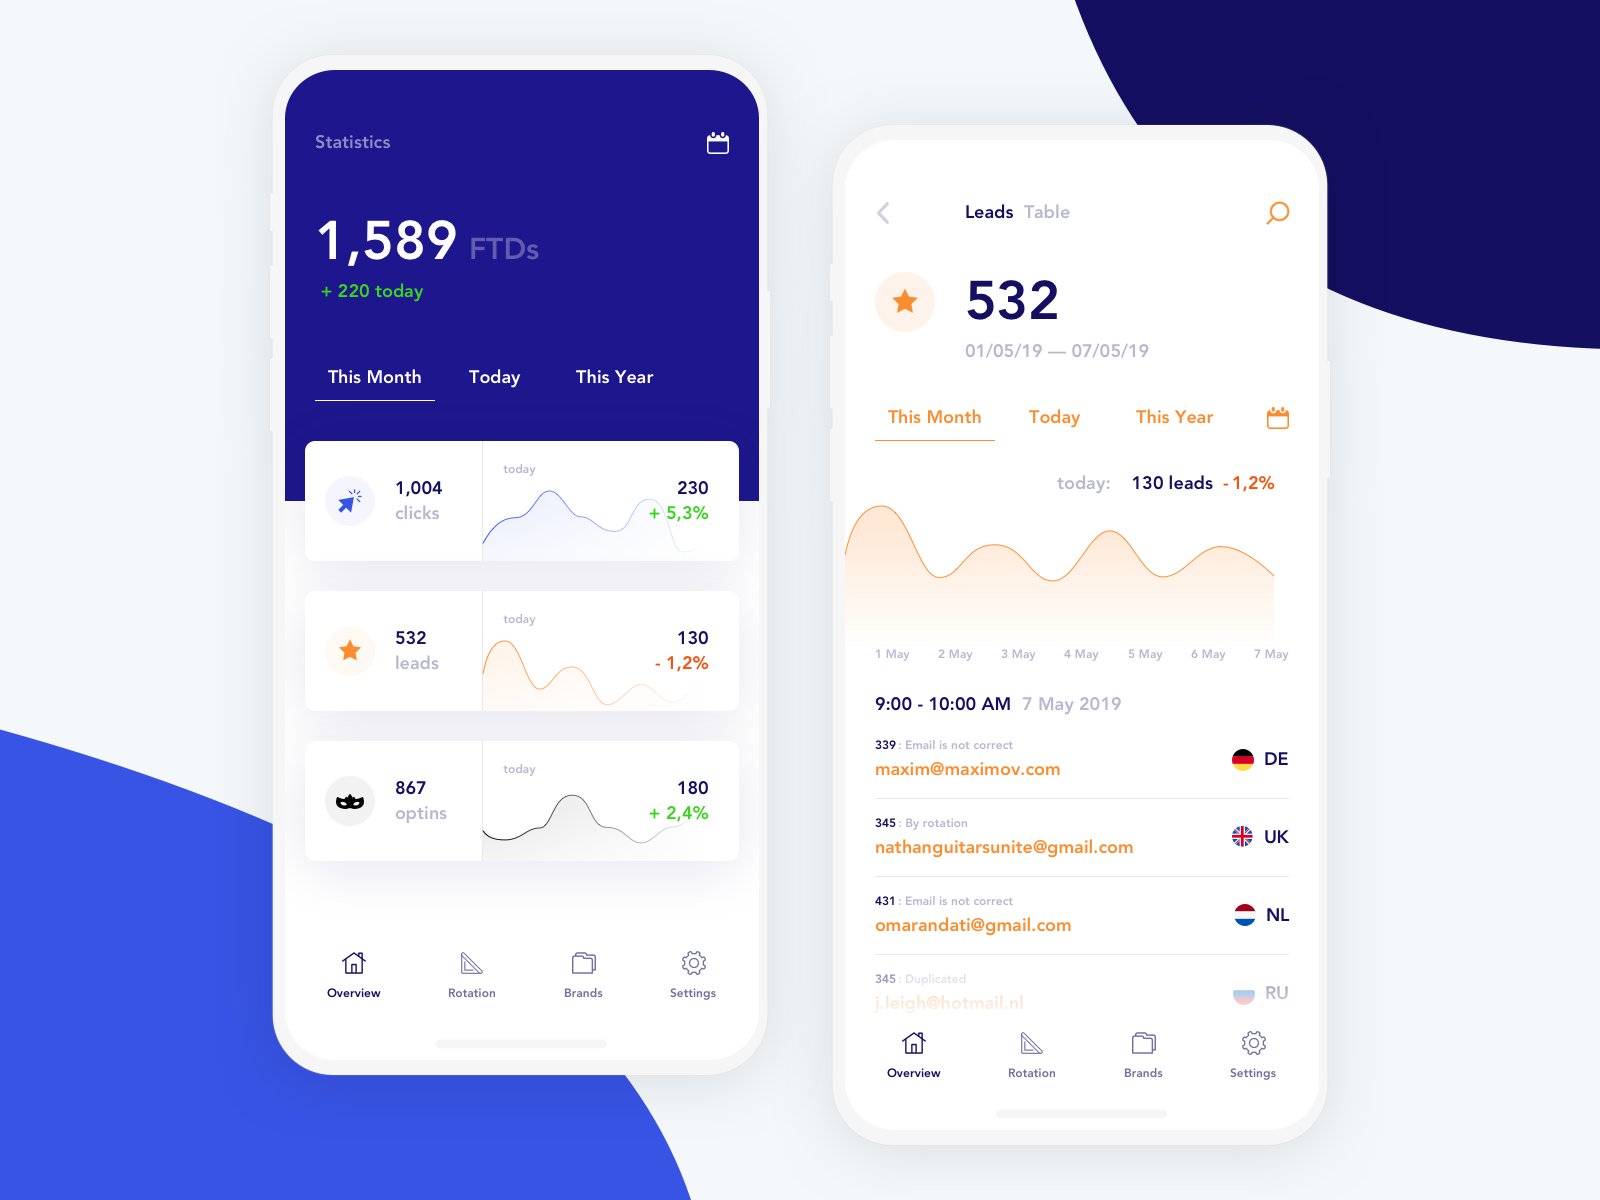 Statistics
1,589 FTDs
+ 220 today
This Month Today This Year
1,004
clicks
today
230
+ 5,3%
532
leads
today
130
- 1,2%
867
optins
today
180
+ 2,4%
Overview Rotation Brands Settings
Leads Table
532
01/05/19 — 07/05/19
This Month Today This Year
today: 130 leads - 1,2%
1 May 2 May 3 May 4 May 5 May 6 May 7 May
9:00 - 10:00 AM 7 May 2019
339 : Email is not correct
maxim@maximov.com
DE
345 : By rotation
nathanguitarsunite@gmail.com
UK
431 : Email is not correct
omarandati@gmail.com
NL
345 : Duplicated
j.leigh@hotmail.nl
RU
Overview Rotation Brands Settings